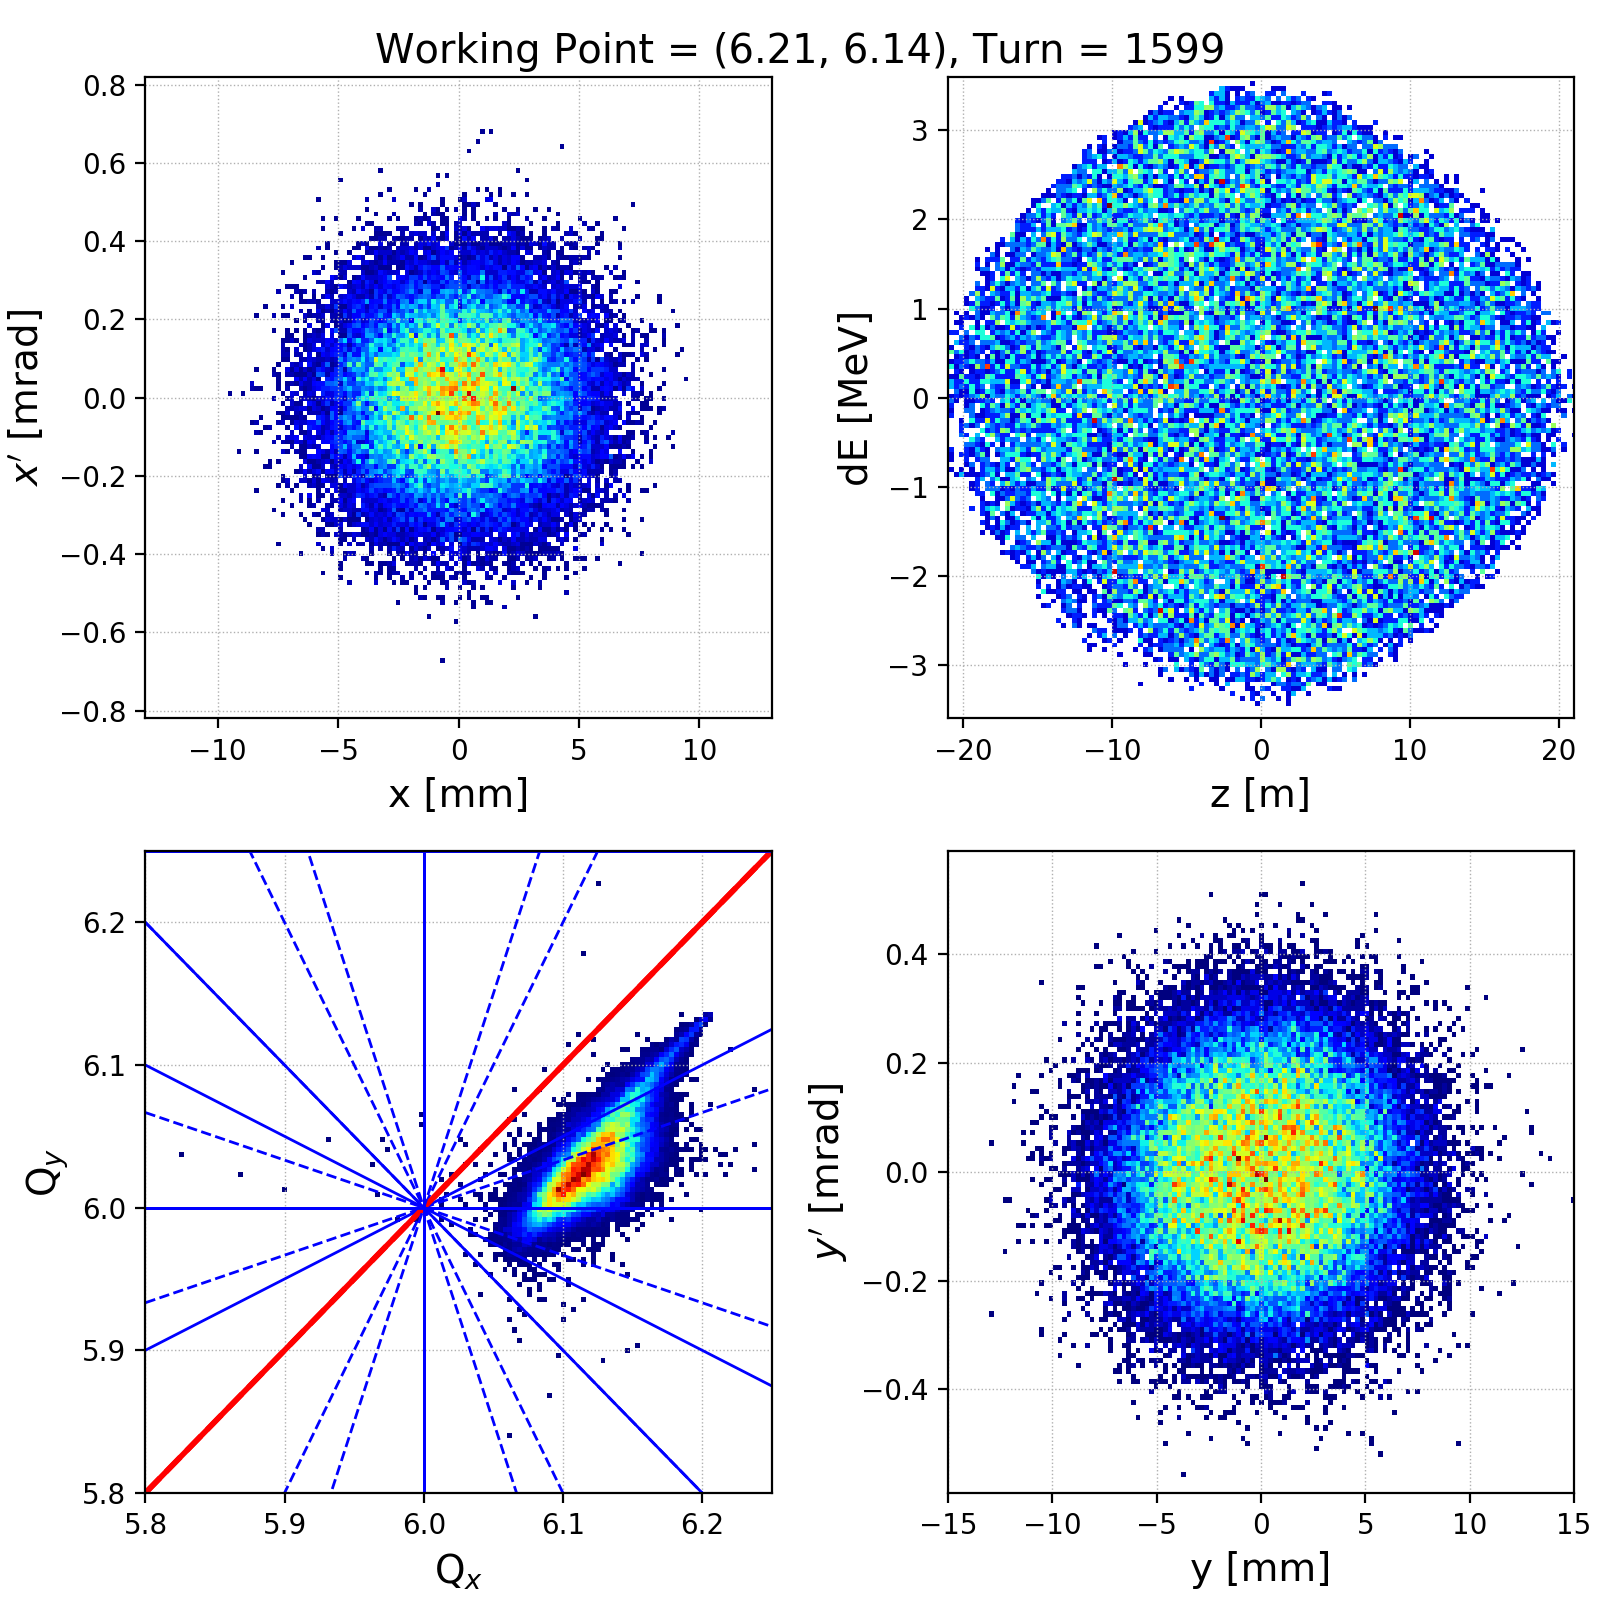 Working Point = (6.21, 6.14), Turn = 1599
0.8
0.6
0.4
0.2
0.0
−0.2
−0.4
−0.6
−0.8
x′ [mrad]
−10 −5 0 5 10
x [mm]
3
2
1
0
−1
−2
−3
dE [MeV]
−20 −10 0 10 20
z [m]
6.2
6.1
6.0
5.9
5.8
Qy
5.8 5.9 6.0 6.1 6.2
Qx
0.4
0.2
0.0
−0.2
−0.4
y′ [mrad]
−15 −10 −5 0 5 10 15
y [mm]